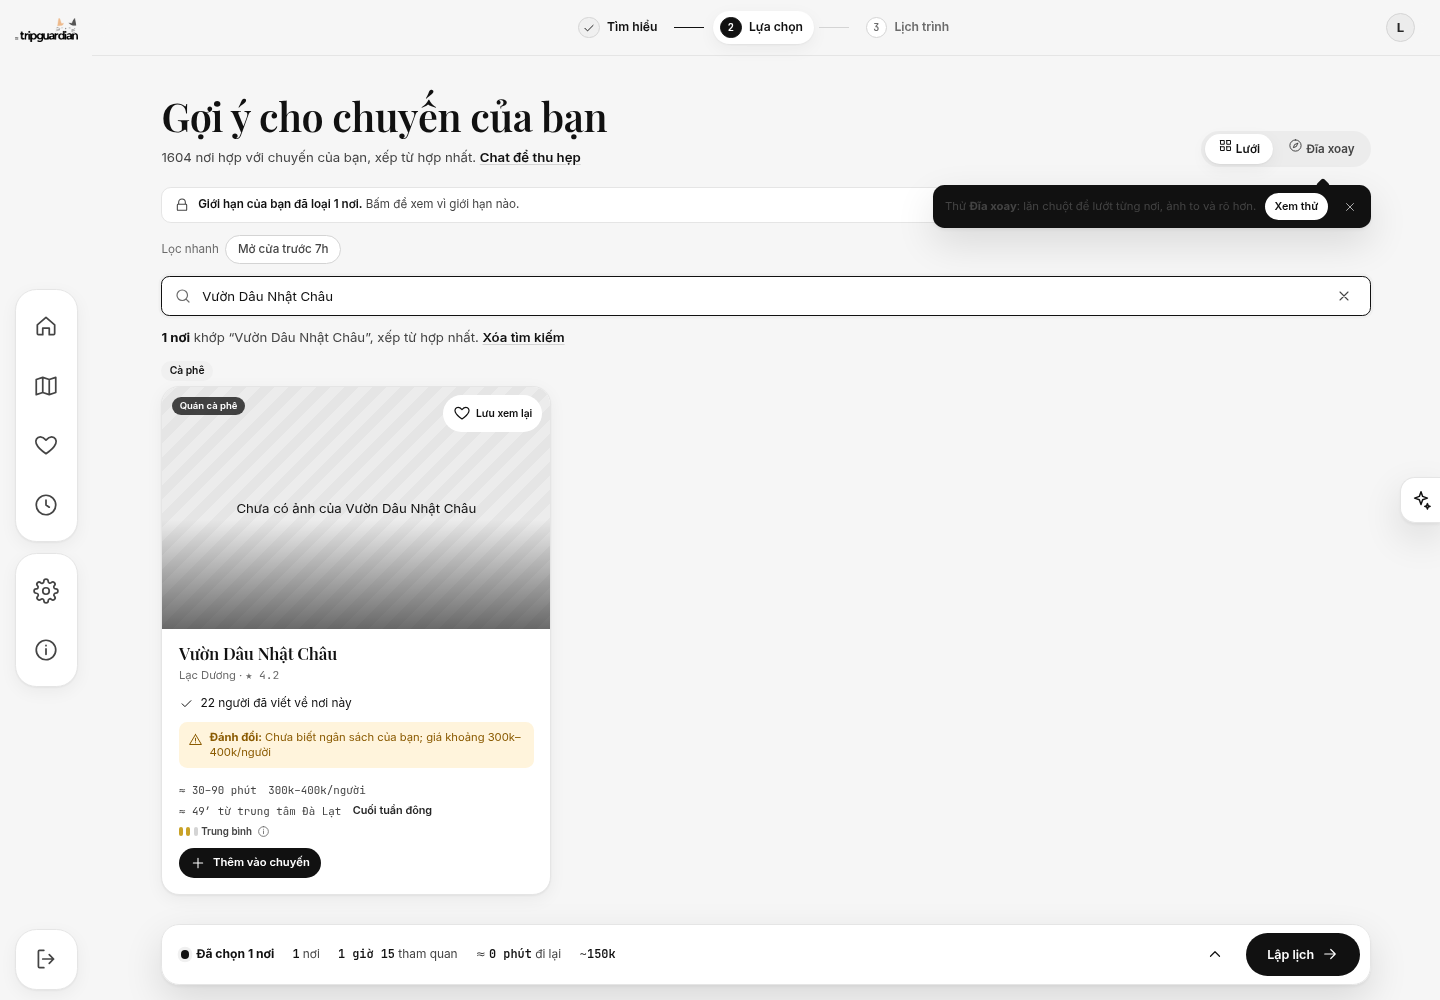 tripguardian
Tìm hiểu
2 Lựa chọn
3 Lịch trình
L
Gợi ý cho chuyến của bạn
1604 nơi hợp với chuyến của bạn, xếp từ hợp nhất. Chat để thu hẹp
Lưới
Đĩa xoay
Giới hạn của bạn đã loại 1 nơi. Bấm để xem vì giới hạn nào.
Thử Đĩa xoay: lăn chuột để lướt từng nơi, ảnh to và rõ hơn.
Xem thử
Lọc nhanh
Mở cửa trước 7h
Vườn Dâu Nhật Châu
1 nơi khớp “Vườn Dâu Nhật Châu”, xếp từ hợp nhất. Xóa tìm kiếm
Cà phê
Quán cà phê
Lưu xem lại
Chưa có ảnh của Vườn Dâu Nhật Châu
Vườn Dâu Nhật Châu
Lạc Dương · ★ 4.2
22 người đã viết về nơi này
Đánh đổi: Chưa biết ngân sách của bạn; giá khoảng 300k–
400k/người
≈ 30–90 phút 300k–400k/người
≈ 49’ từ trung tâm Đà Lạt Cuối tuần đông
Trung bình
Thêm vào chuyến
Đã chọn 1 nơi
1 nơi
1 giờ 15 tham quan
≈ 0 phút đi lại
~150k
Lập lịch